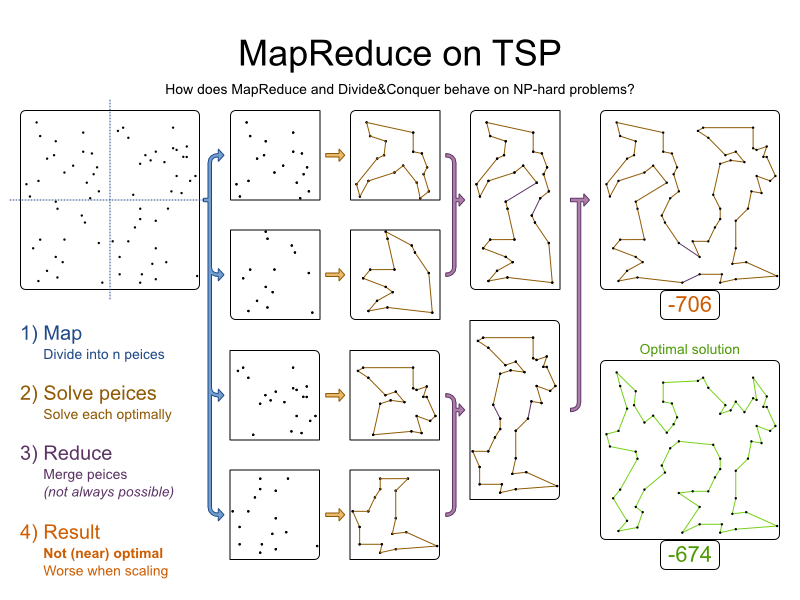 MapReduce on TSP
How does MapReduce and Divide&Conquer behave on NP-hard problems?
-706
1) Map
Divide into n peices
Optimal solution
2) Solve peices
Solve each optimally
3) Reduce
Merge peices
(not always possible)
4) Result
Not (near) optimal
Worse when scaling
-674